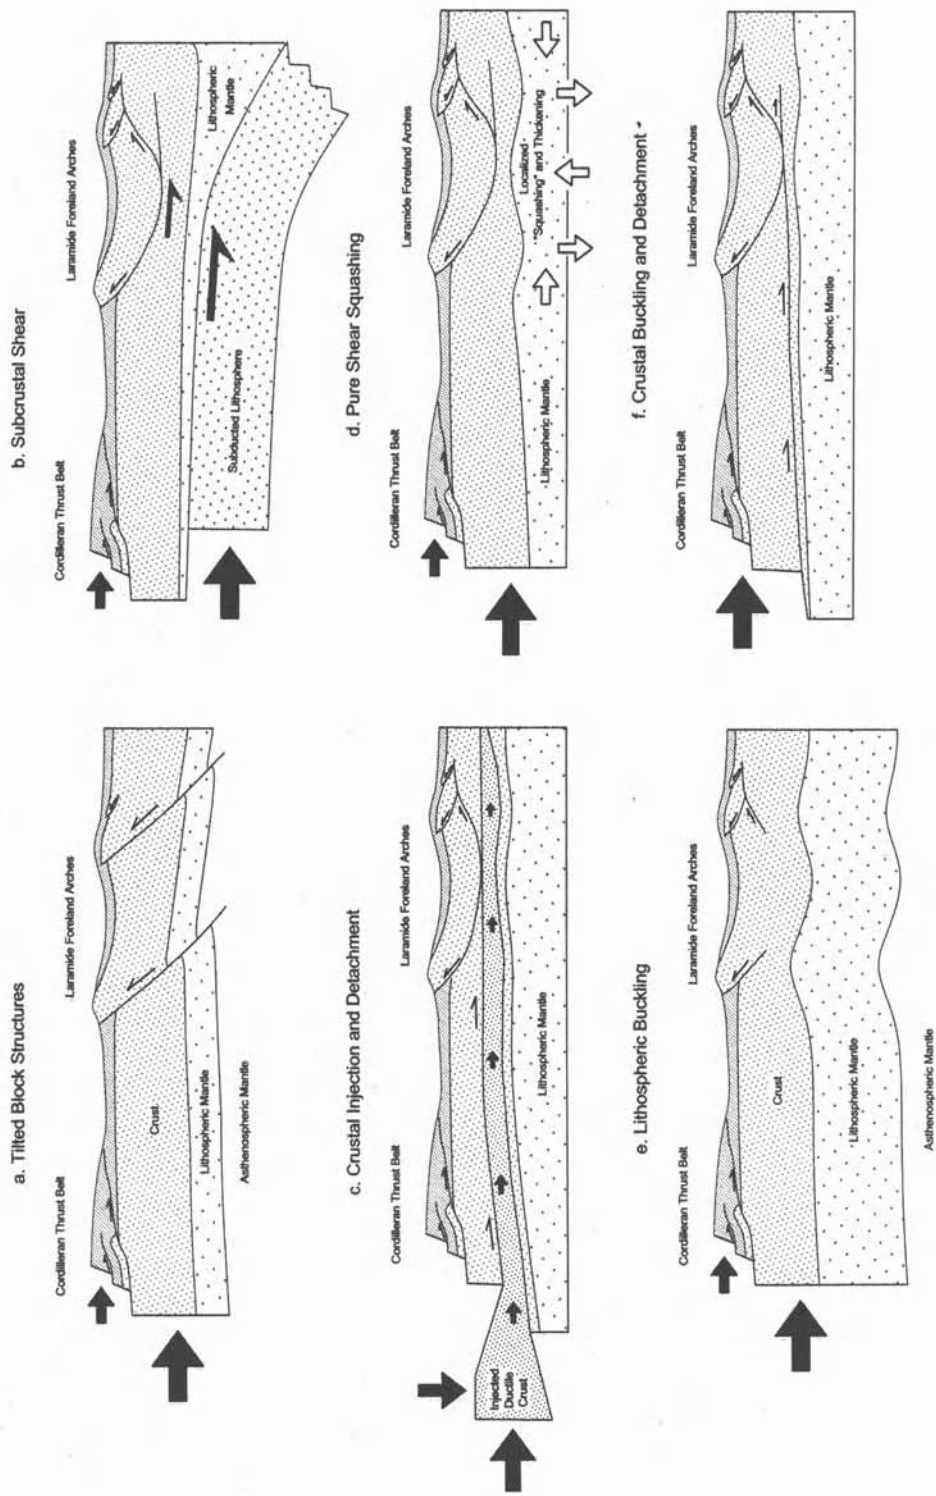 a. Tilted Block Structures
Cordilleran Thrust Belt
Laramide Foreland Arches
Crust
Lithospheric Mantle
Asthenospheric Mantle
b. Subcrustal Shear
Cordilleran Thrust Belt
Laramide Foreland Arches
Lithospheric
Mantle
Subducted Lithosphere
c. Crustal Injection and Detachment
Cordilleran Thrust Belt
Laramide Foreland Arches
Injected
Ductile
Crust
Lithospheric Mantle
d. Pure Shear Squashing
Cordilleran Thrust Belt
Laramide Foreland Arches
Lithospheric Mantle
Localized
"Squashing" and Thickening
e. Lithospheric Buckling
Cordilleran Thrust Belt
Laramide Foreland Arches
Crust
Lithospheric Mantle
Asthenospheric Mantle
f. Crustal Buckling and Detachment
Cordilleran Thrust Belt
Laramide Foreland Arches
Lithospheric Mantle